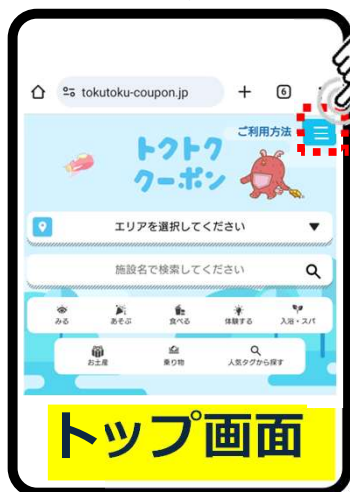 tokutoku-coupon.jp
6
ご利用方法
トクトク
クーポン
エリアを選択してください
施設名で検索してください
みる
あそぶ
食べる
体験する
入浴・スパ
お土産
乗り物
人気タグから探す
トップ画面